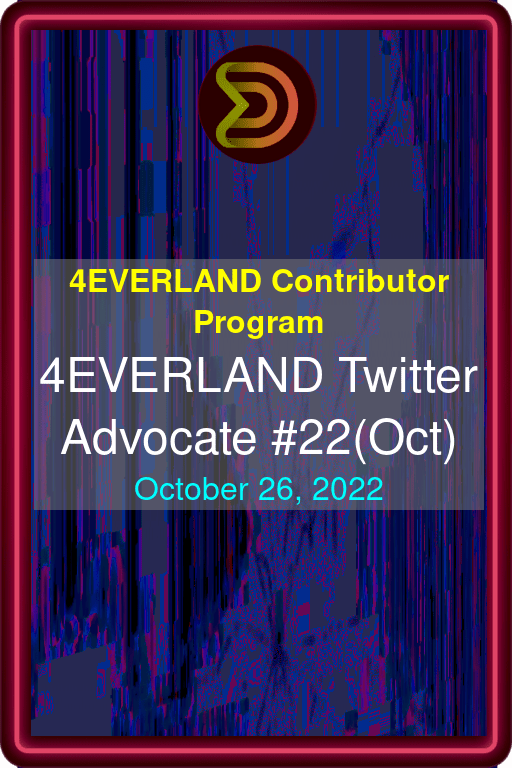 4EVERLAND Contributor
Program
4EVERLAND Twitter
Advocate #22(Oct)
October 26, 2022